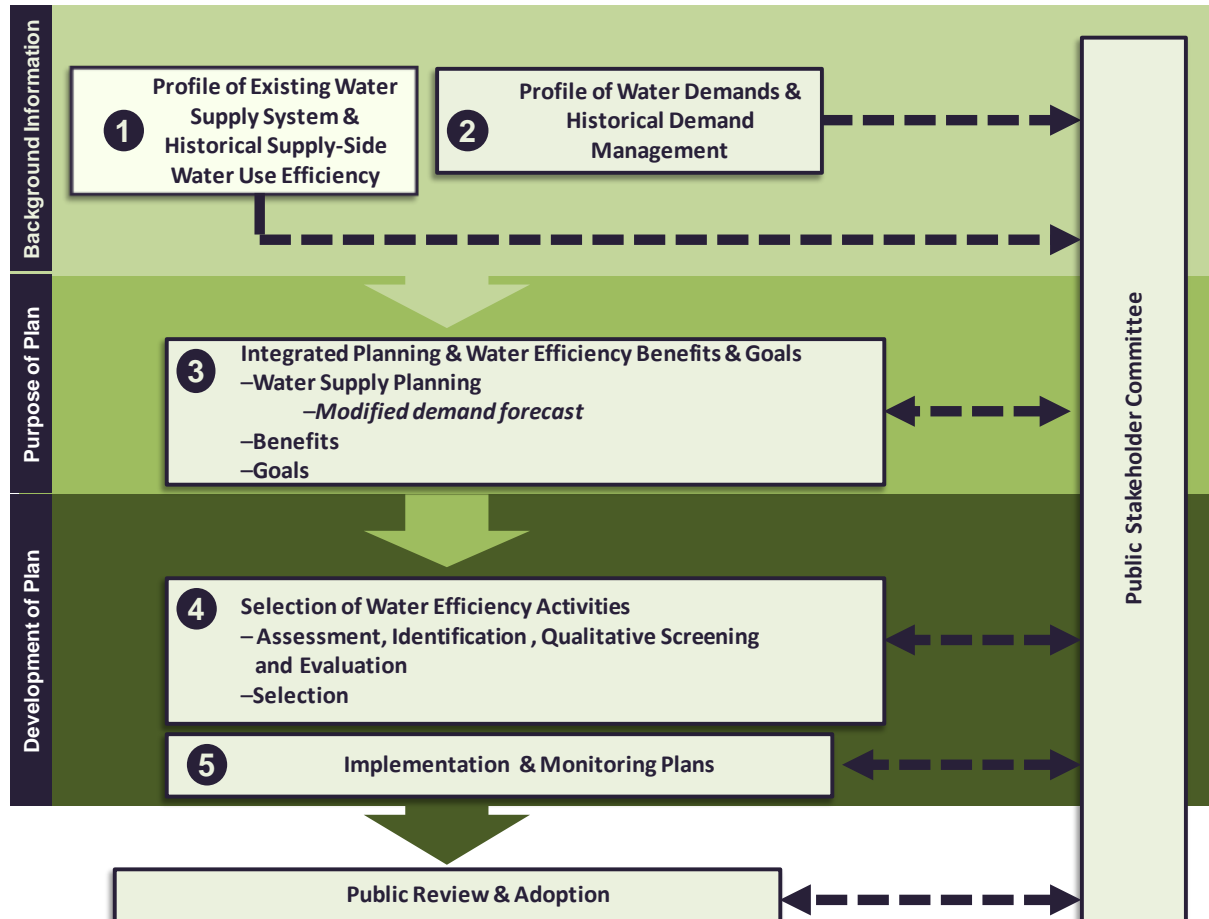 Background Information
1
Profile of Existing Water
Supply System &
Historical Supply-Side
Water Use Efficiency
2
Profile of Water Demands &
Historical Demand
Management
Purpose of Plan
3
Integrated Planning & Water Efficiency Benefits & Goals
–Water Supply Planning
–Modified demand forecast
–Benefits
–Goals
Development of Plan
4
Selection of Water Efficiency Activities
–Assessment, Identification , Qualitative Screening
and Evaluation
–Selection
5
Implementation & Monitoring Plans
Public Review & Adoption
Public Stakeholder Committee